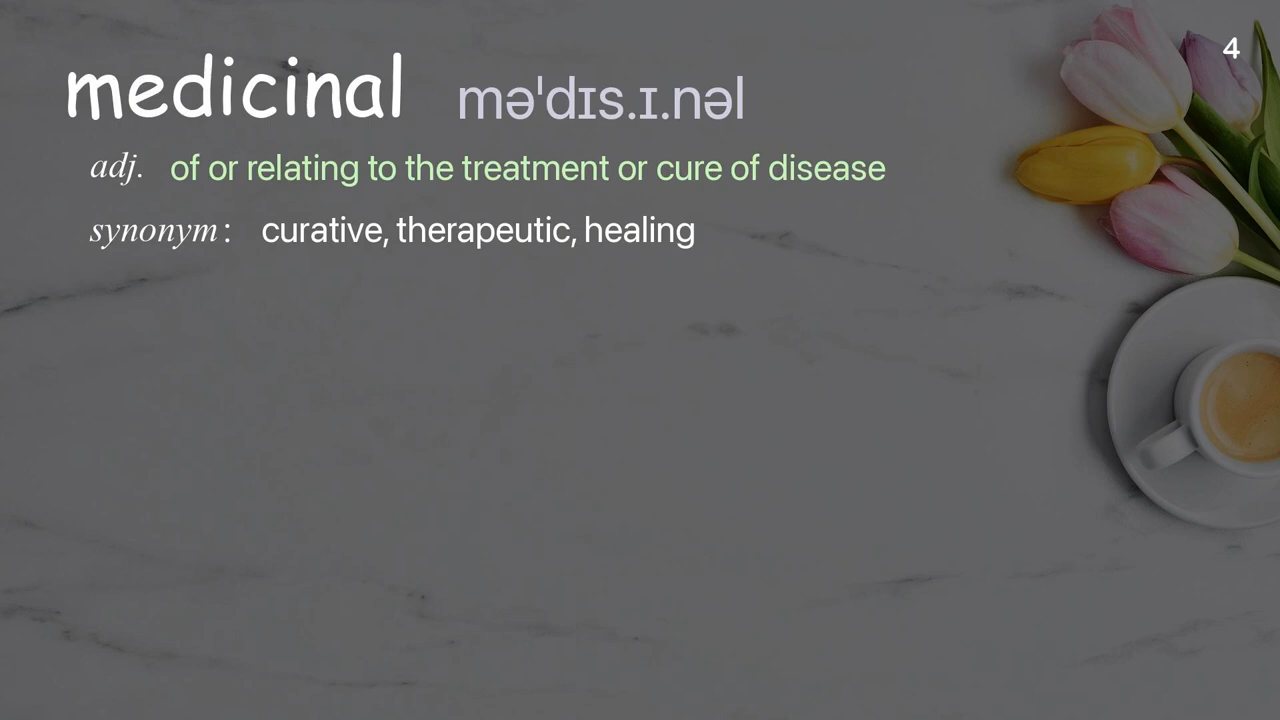 4
medicinal məˈdɪs.ɪ.nəl
adj. of or relating to the treatment or cure of disease
synonym: curative, therapeutic, healing